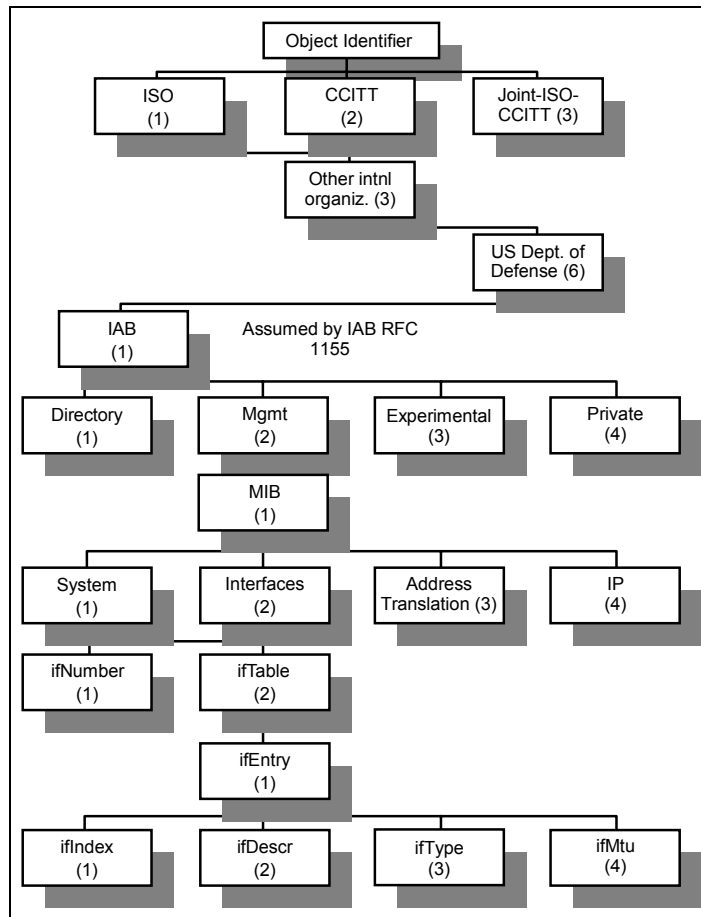 Object Identifier
ISO
(1)
CCITT
(2)
Joint-ISO-
CCITT (3)
Other intnl
organiz. (3)
US Dept. of
Defense (6)
IAB
(1)
Assumed by IAB RFC
1155
Directory
(1)
Mgmt
(2)
Experimental
(3)
Private
(4)
MIB
(1)
System
(1)
Interfaces
(2)
Address
Translation (3)
IP
(4)
ifNumber
(1)
ifTable
(2)
ifEntry
(1)
ifIndex
(1)
ifDescr
(2)
ifType
(3)
ifMtu
(4)